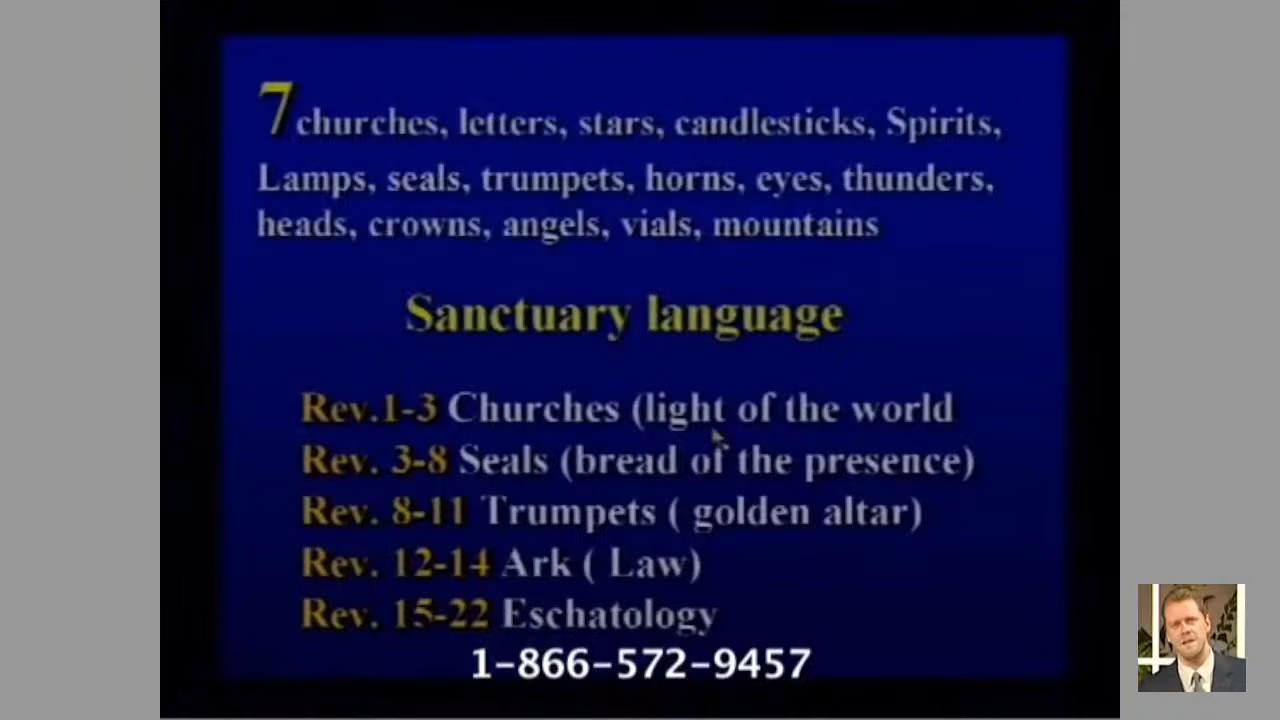 7 churches, letters, stars, candlesticks, Spirits,
Lamps, seals, trumpets, horns, eyes, thunders,
heads, crowns, angels, vials, mountains
Sanctuary language
Rev.1-3 Churches (light of the world
Rev. 3-8 Seals (bread of the presence)
Rev. 8-11 Trumpets ( golden altar)
Rev. 12-14 Ark ( Law)
Rev. 15-22 Eschatology
1-866-572-9457